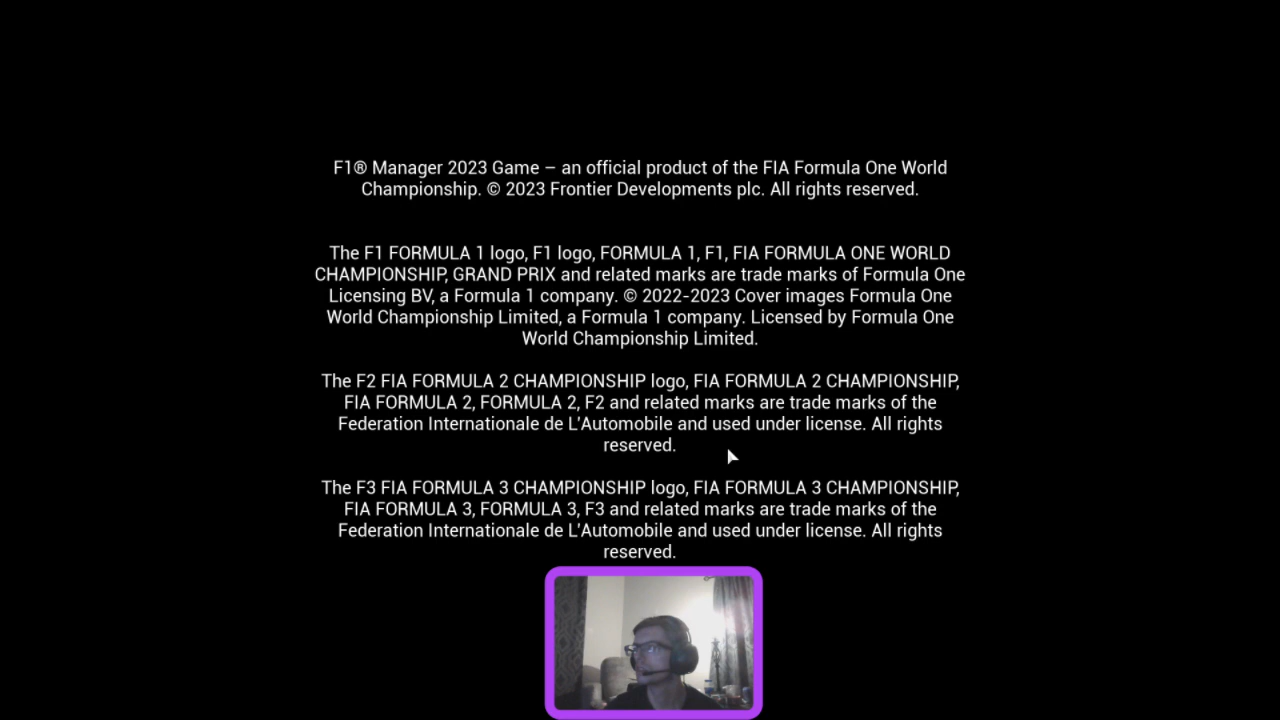 F1® Manager 2023 Game – an official product of the FIA Formula One World
Championship. © 2023 Frontier Developments plc. All rights reserved.
The F1 FORMULA 1 logo, F1 logo, FORMULA 1, F1, FIA FORMULA ONE WORLD
CHAMPIONSHIP, GRAND PRIX and related marks are trade marks of Formula One
Licensing BV, a Formula 1 company. © 2022-2023 Cover images Formula One
World Championship Limited, a Formula 1 company. Licensed by Formula One
World Championship Limited.
The F2 FIA FORMULA 2 CHAMPIONSHIP logo, FIA FORMULA 2 CHAMPIONSHIP,
FIA FORMULA 2, FORMULA 2, F2 and related marks are trade marks of the
Federation Internationale de L'Automobile and used under license. All rights
reserved.
The F3 FIA FORMULA 3 CHAMPIONSHIP logo, FIA FORMULA 3 CHAMPIONSHIP,
FIA FORMULA 3, FORMULA 3, F3 and related marks are trade marks of the
Federation Internationale de L'Automobile and used under license. All rights
reserved.